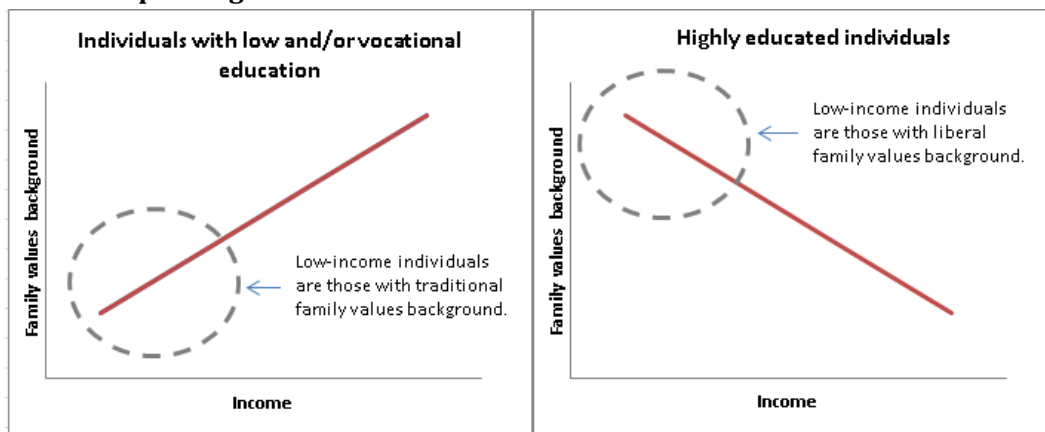 Individuals with low and/or vocational
education
Family values background
Low-income individuals
are those with traditional
family values background.
Income
Highly educated individuals
Family values background
Low-income individuals
are those with liberal
family values background.
Income